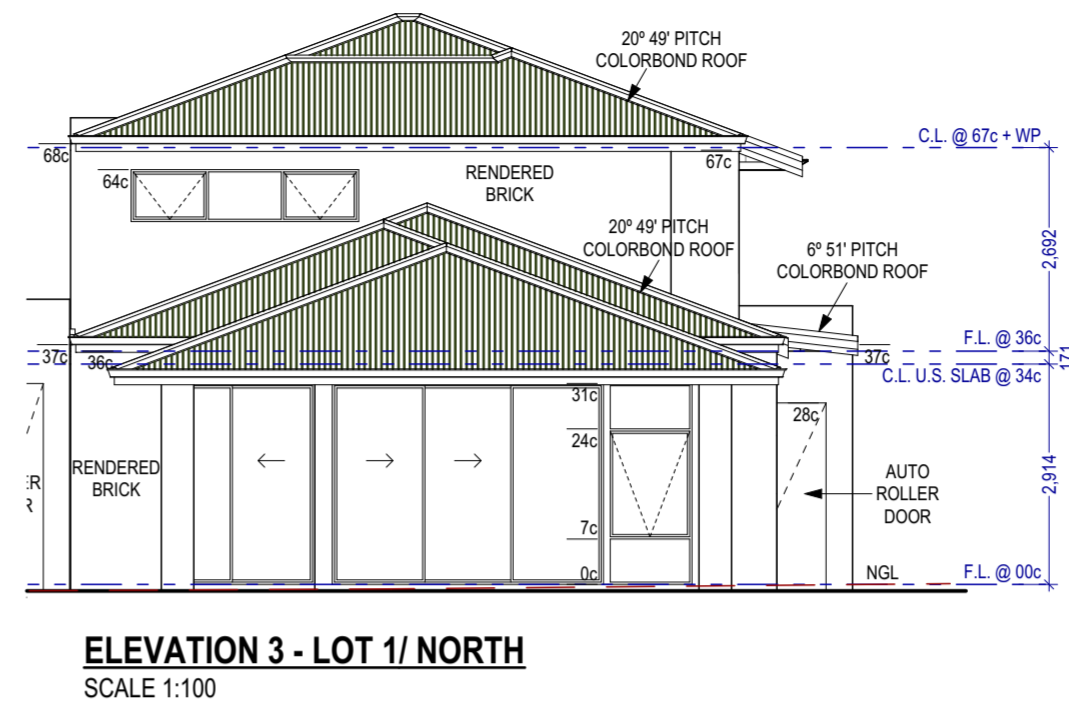 20º 49' PITCH
COLORBOND ROOF
C.L. @ 67c + WP
68c
67c
64c
RENDERED
BRICK
20º 49' PITCH
COLORBOND ROOF
6º 51' PITCH
COLORBOND ROOF
2,692
F.L. @ 36c
37c
36c
37c
171
C.L. U.S. SLAB @ 34c
31c
28c
24c
RENDERED
BRICK
ER
R
AUTO
ROLLER
DOOR
2,914
7c
0c
NGL
F.L. @ 00c
ELEVATION 3 - LOT 1/ NORTH
SCALE 1:100